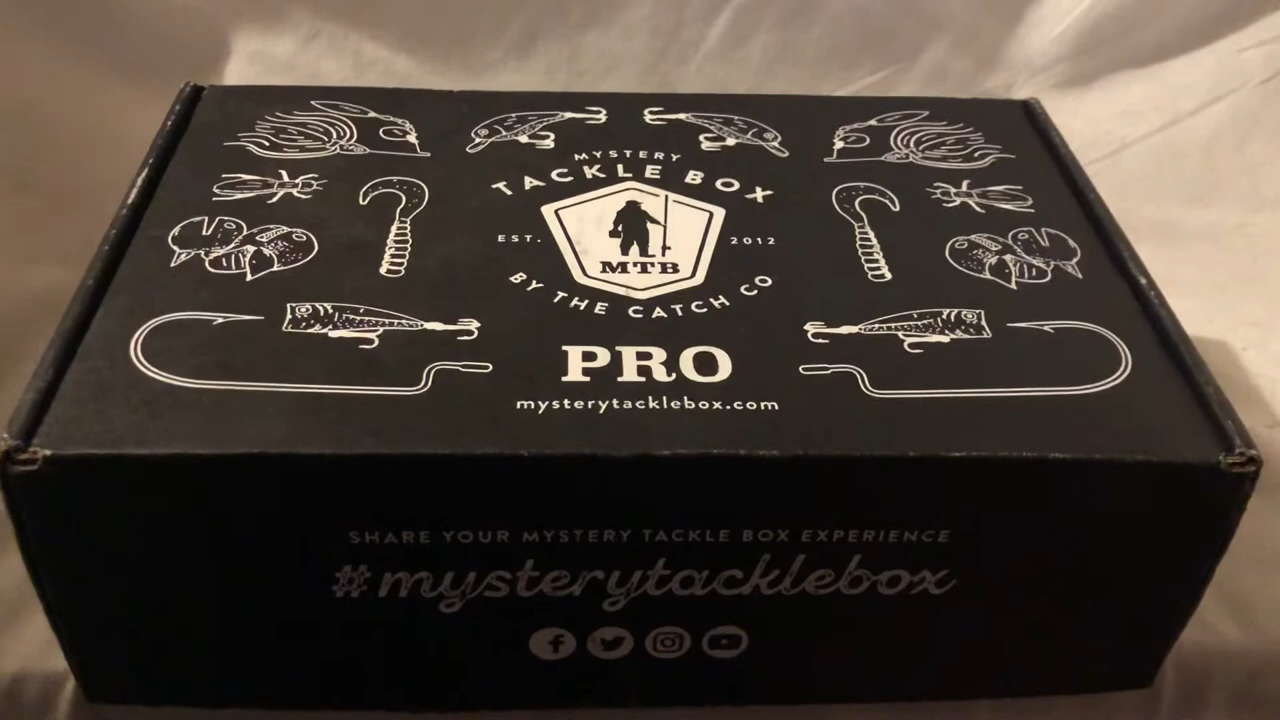 MYSTERY
TACKLE BOX
EST. 2012
MTB
BY THE CATCH CO
PRO
mysterytacklebox.com
SHARE YOUR MYSTERY TACKLE BOX EXPERIENCE
#mysterytacklebox